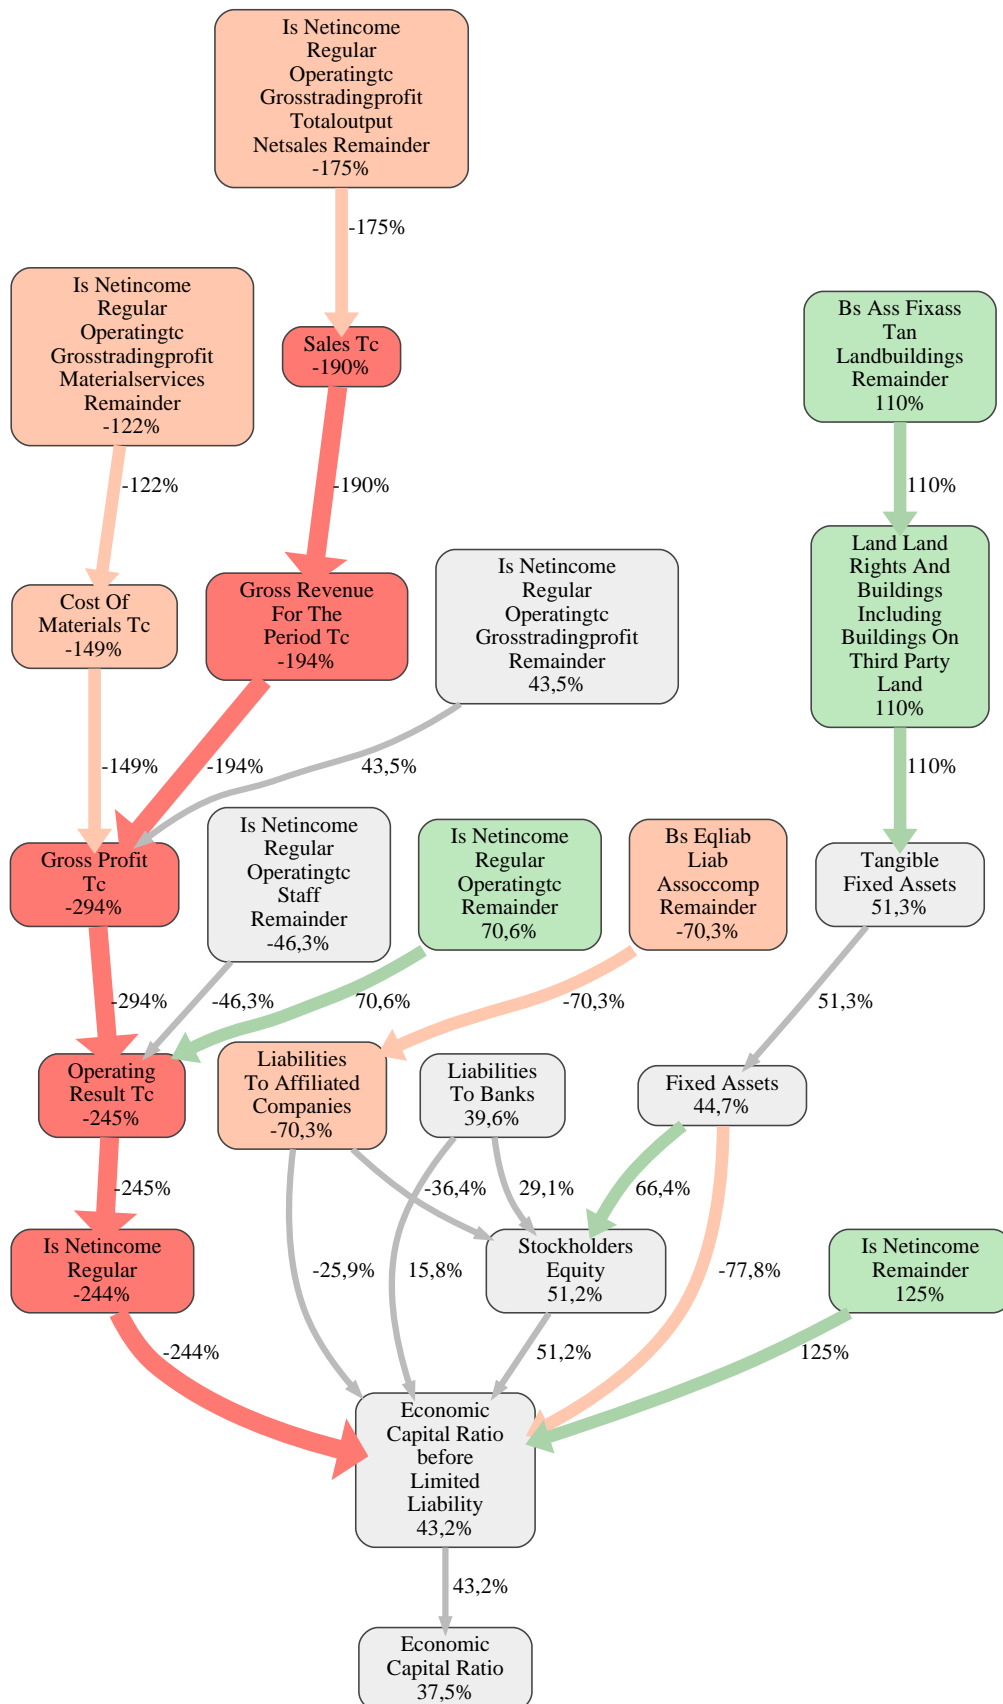 Is Netincome
Regular
Operatingtc
Grosstradingprofit
Totaloutput
Netsales Remainder
-175%
-175%
Is Netincome
Regular
Operatingtc
Grosstradingprofit
Materialservices
Remainder
-122%
Sales Tc
-190%
Bs Ass Fixass
Tan
Landbuildings
Remainder
110%
-122%
-190%
110%
Cost Of
Materials Tc
-149%
Gross Revenue
For The
Period Tc
-194%
Is Netincome
Regular
Operatingtc
Grosstradingprofit
Remainder
43,5%
Land Land
Rights And
Buildings
Including
Buildings On
Third Party
Land
110%
-149%
-194%
43,5%
110%
Gross Profit
Tc
-294%
Is Netincome
Regular
Operatingtc
Staff
Remainder
-46,3%
Is Netincome
Regular
Operatingtc
Remainder
70,6%
Bs Eqliab
Liab
Assoccomp
Remainder
-70,3%
Tangible
Fixed Assets
51,3%
-294%
-46,3%
70,6%
-70,3%
51,3%
Operating
Result Tc
-245%
Liabilities
To Affiliated
Companies
-70,3%
Liabilities
To Banks
39,6%
Fixed Assets
44,7%
-245%
-36,4%
29,1%
66,4%
Is Netincome
Regular
-244%
-25,9%
15,8%
Stockholders
Equity
51,2%
-77,8%
Is Netincome
Remainder
125%
-244%
51,2%
125%
Economic
Capital Ratio
before
Limited
Liability
43,2%
43,2%
Economic
Capital Ratio
37,5%